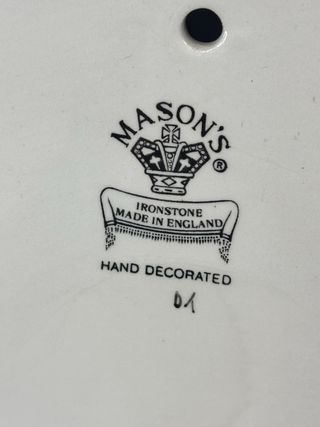 MASON'S®
IRONSTONE
MADE IN ENGLAND
HAND DECORATED
D1